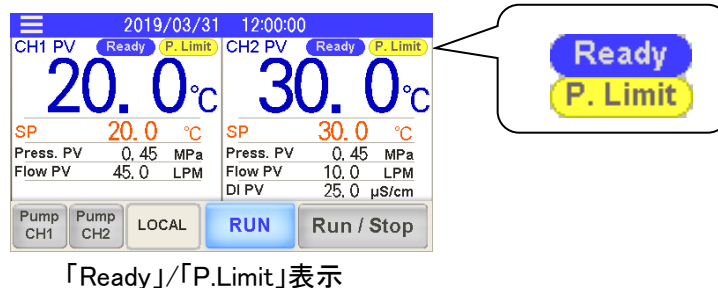 2019/03/31 12:00:00
CH1 PV Ready P. Limit CH2 PV Ready P. Limit
20. 0 ℃ 30. 0 ℃
SP 20. 0 ℃ SP 30. 0 ℃
Press. PV 0. 45 MPa Press. PV 0. 45 MPa
Flow PV 45. 0 LPM Flow PV 10. 0 LPM
DI PV 25. 0 μS/cm
Pump CH1 Pump CH2 LOCAL RUN Run / Stop
Ready
P. Limit
「Ready」/「P.Limit」表示